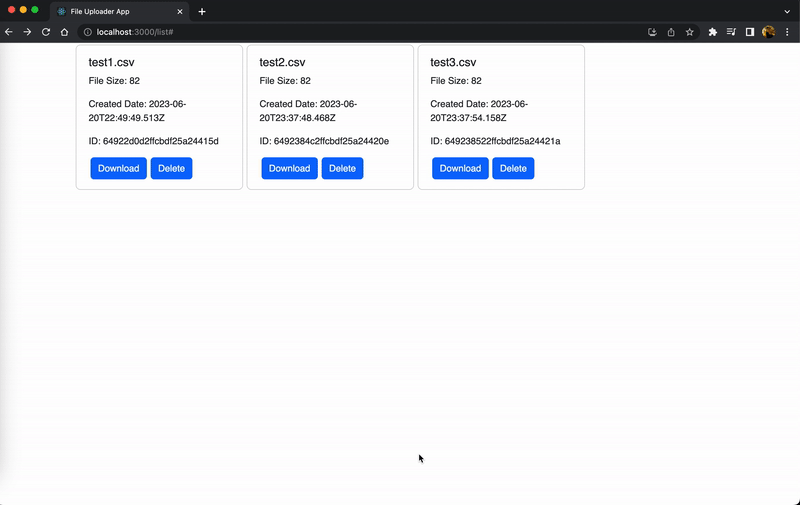 File Uploader App
localhost:3000/list#
test1.csv
File Size: 82
Created Date: 2023-06-
20T22:49:49.513Z
ID: 64922d0d2ffcbdf25a24415d
Download
Delete
test2.csv
File Size: 82
Created Date: 2023-06-
20T23:37:48.468Z
ID: 6492384c2ffcbdf25a24420e
Download
Delete
test3.csv
File Size: 82
Created Date: 2023-06-
20T23:37:54.158Z
ID: 649238522ffcbdf25a24421a
Download
Delete